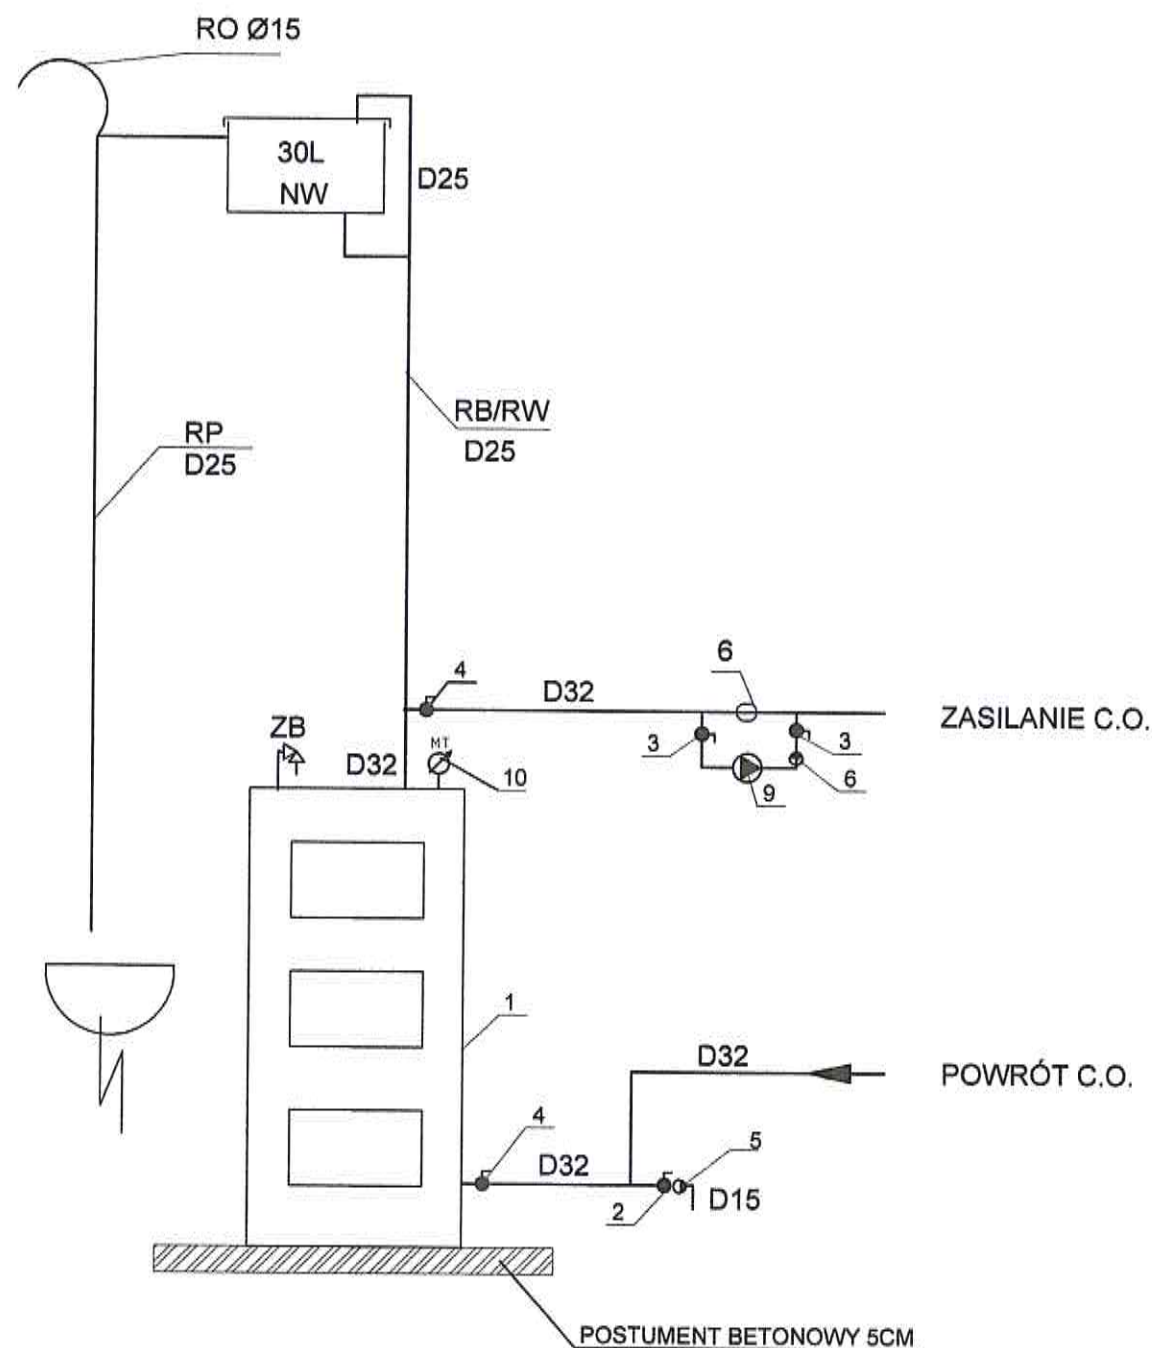 RO Ø15
30L
NW
D25
RB/RW
D25
RP
D25
4
D32
6
ZASILANIE C.O.
ZB
D32
MT
10
3
3
9
6
1
D32
POWRÓT C.O.
4
D32
5
2
D15
POSTUMENT BETONOWY 5CM